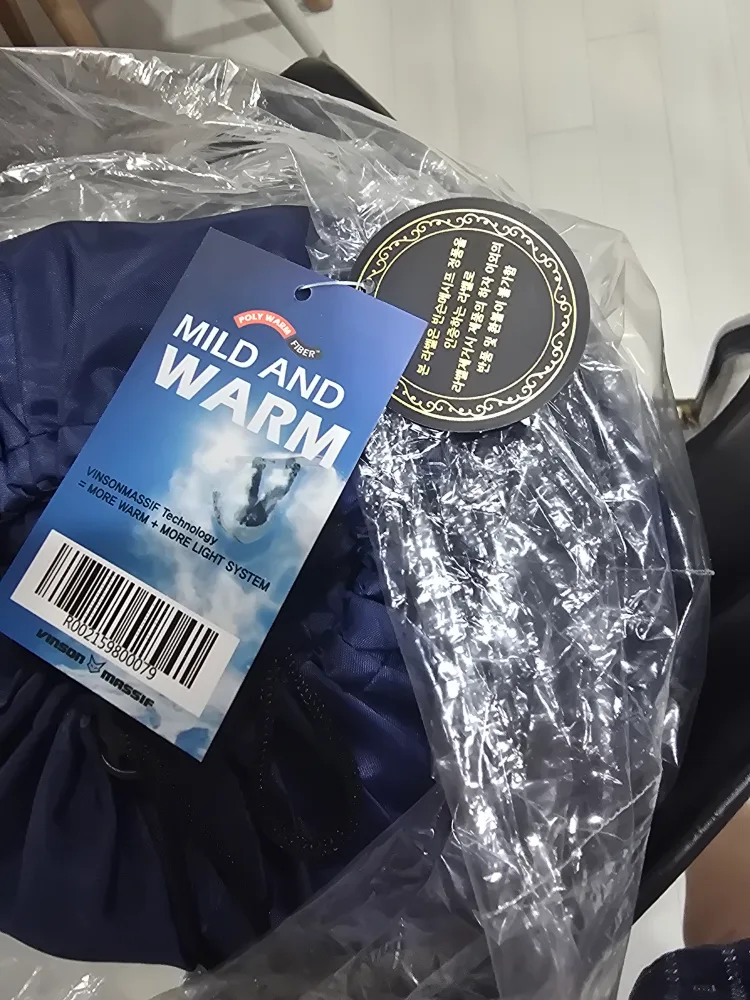 POLY WARM FIBER
MILD AND
WARM
VINSONMASSIF Technology
= MORE WARM + MORE LIGHT SYSTEM
R002159800079
VINSON MASSIF
본 라벨은 빈슨메시프 정품을
인증하는 라벨로
라벨제거시 제품의 하자 이외의
반품 및 환불이 불가함